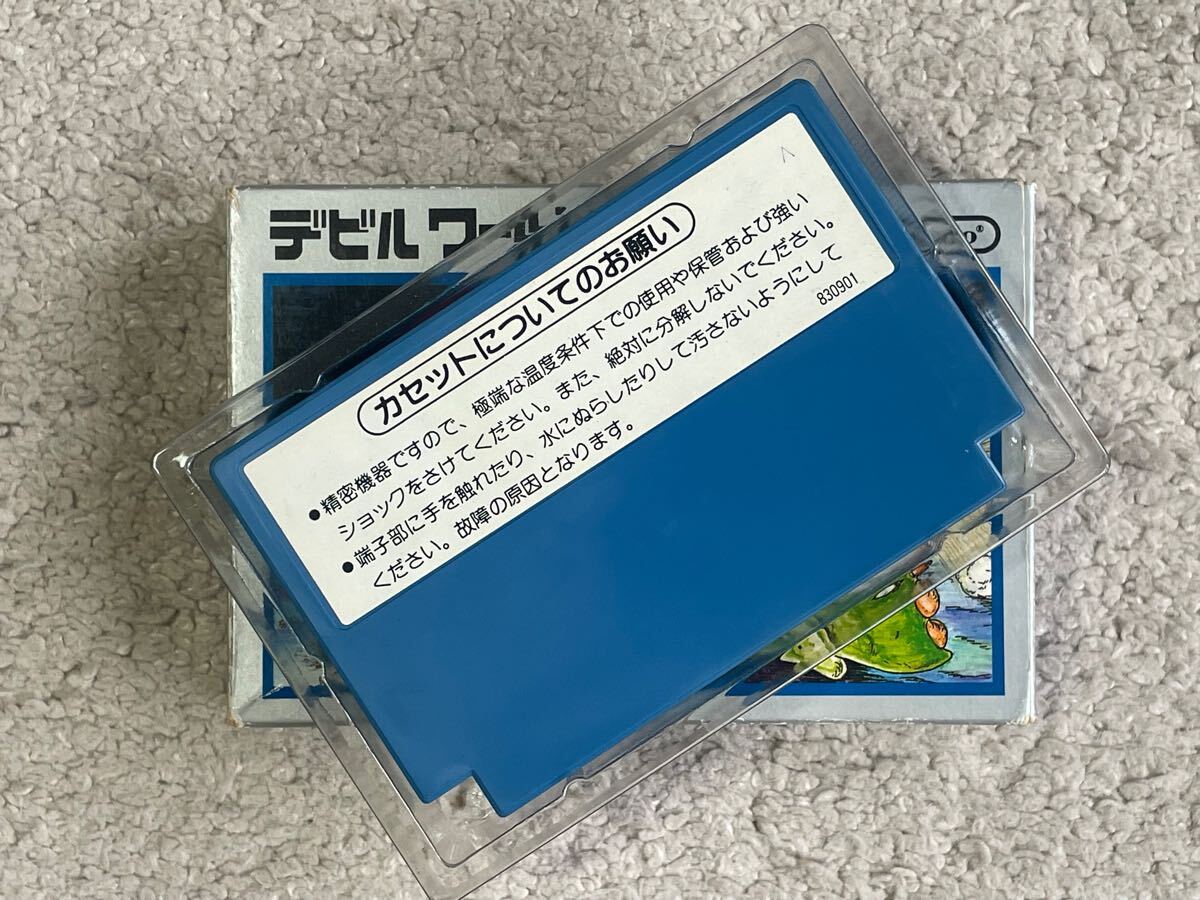 デビル ワール
カセットについてのお願い
●精密機器ですので、極端な温度条件下での使用や保管および強い
ショックをさけてください。また、絶対に分解しないでください。
●端子部に手を触れたり、水にぬらしたりして汚さないようにして
ください。故障の原因となります。
830901